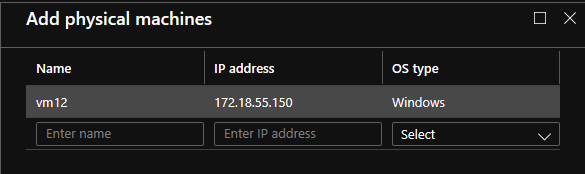 Add physical machines
Name IP address OS type
vm12 172.18.55.150 Windows
Enter name Enter IP address Select